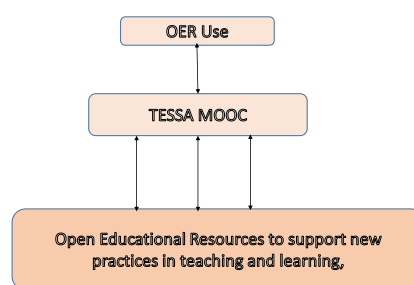 OER Use
TESSA MOOC
Open Educational Resources to support new
practices in teaching and learning,